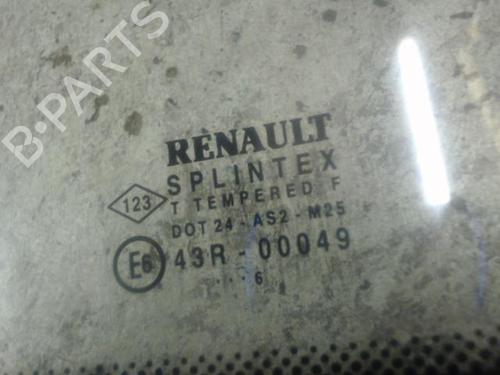 B-PARTS
RENAULT
SPLINTEX
123
T TEMPERED F
DOT 24 - AS2 - M25
E6 43R - 00049
. . . 6